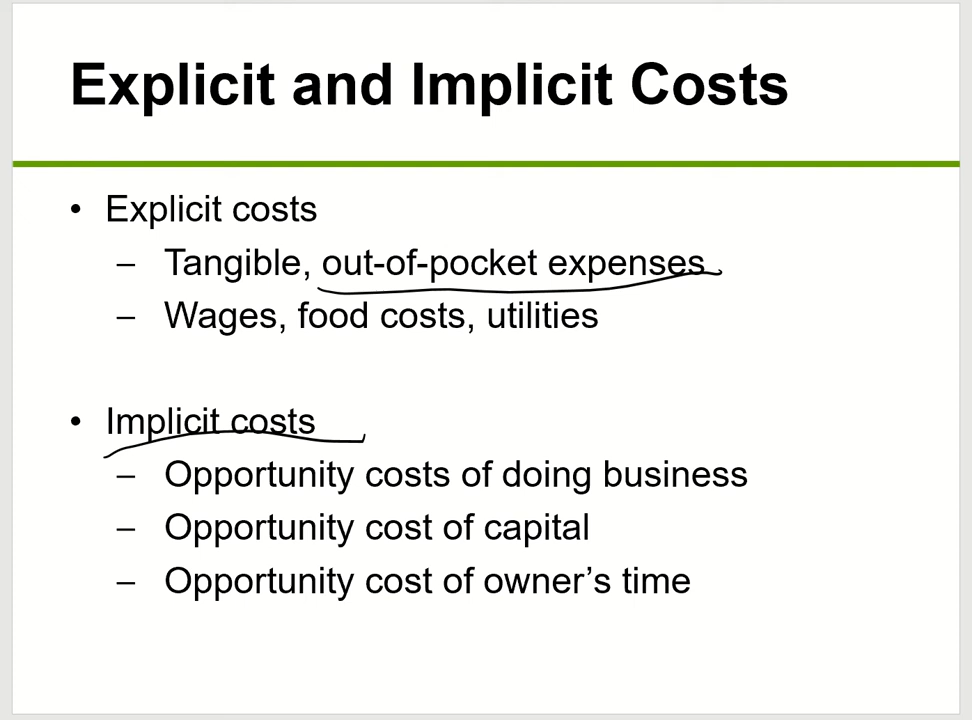 Explicit and Implicit Costs
• Explicit costs
– Tangible, out-of-pocket expenses
– Wages, food costs, utilities
• Implicit costs
– Opportunity costs of doing business
– Opportunity cost of capital
– Opportunity cost of owner’s time